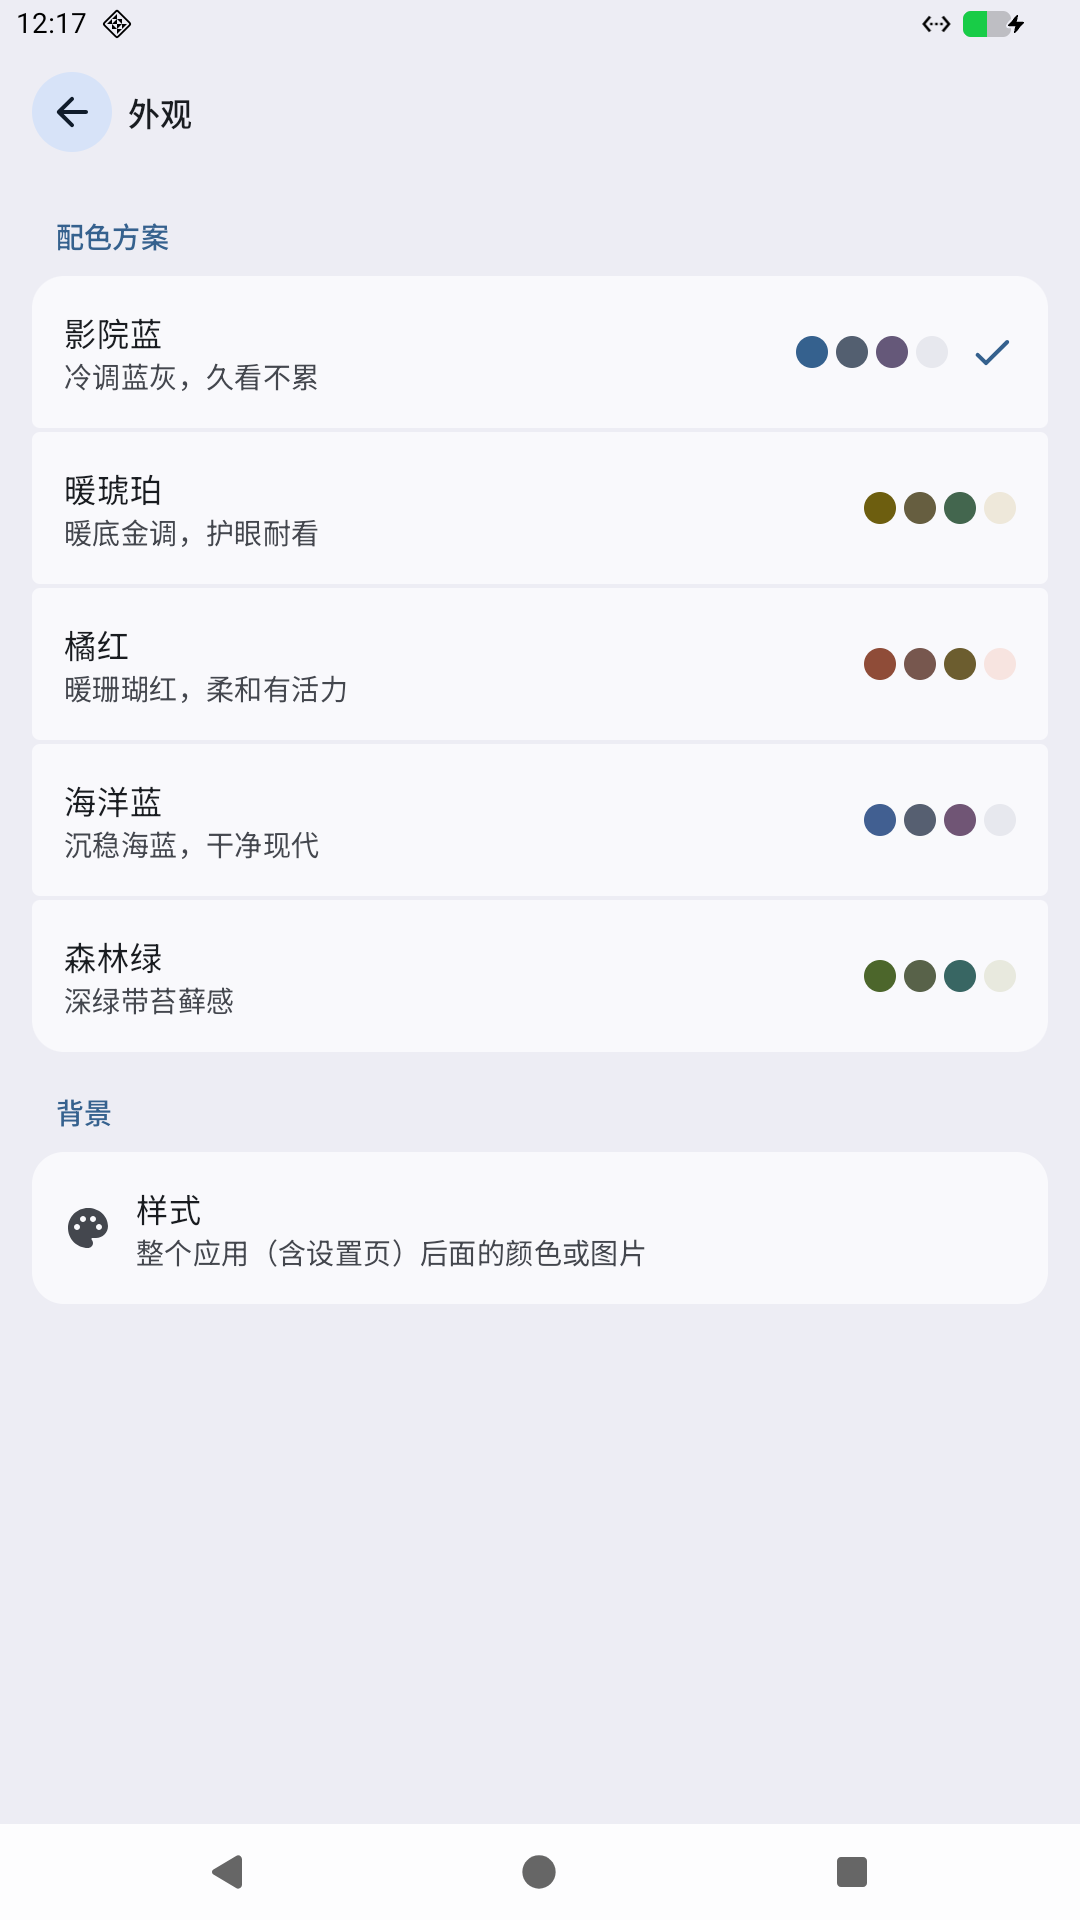 12:17
外观
配色方案
影院蓝
冷调蓝灰，久看不累
暖琥珀
暖底金调，护眼耐看
橘红
暖珊瑚红，柔和有活力
海洋蓝
沉稳海蓝，干净现代
森林绿
深绿带苔藓感
背景
样式
整个应用（含设置页）后面的颜色或图片